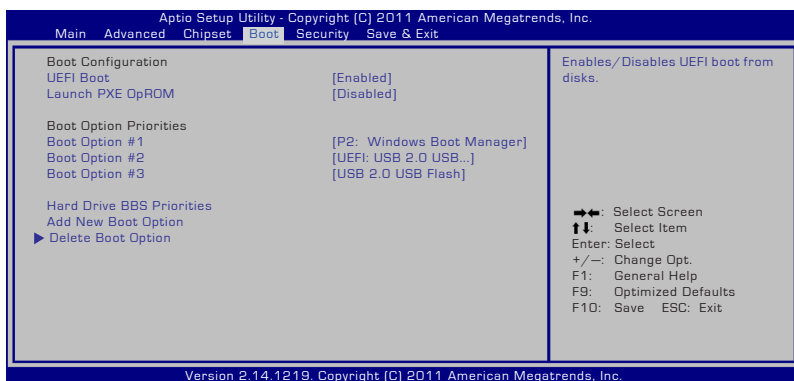 Aptio Setup Utility - Copyright (C) 2011 American Megatrends, Inc.
Main Advanced Chipset Boot Security Save & Exit
Boot Configuration
UEFI Boot [Enabled]
Launch PXE OpROM [Disabled]
Boot Option Priorities
Boot Option #1 [P2: Windows Boot Manager]
Boot Option #2 [UEFI: USB 2.0 USB...]
Boot Option #3 [USB 2.0 USB Flash]
Hard Drive BBS Priorities
Add New Boot Option
▶ Delete Boot Option
Enables/Disables UEFI boot from
disks.
→←: Select Screen
↑↓: Select Item
Enter: Select
+/—: Change Opt.
F1: General Help
F9: Optimized Defaults
F10: Save ESC: Exit
Version 2.14.1219. Copyright (C) 2011 American Megatrends, Inc.